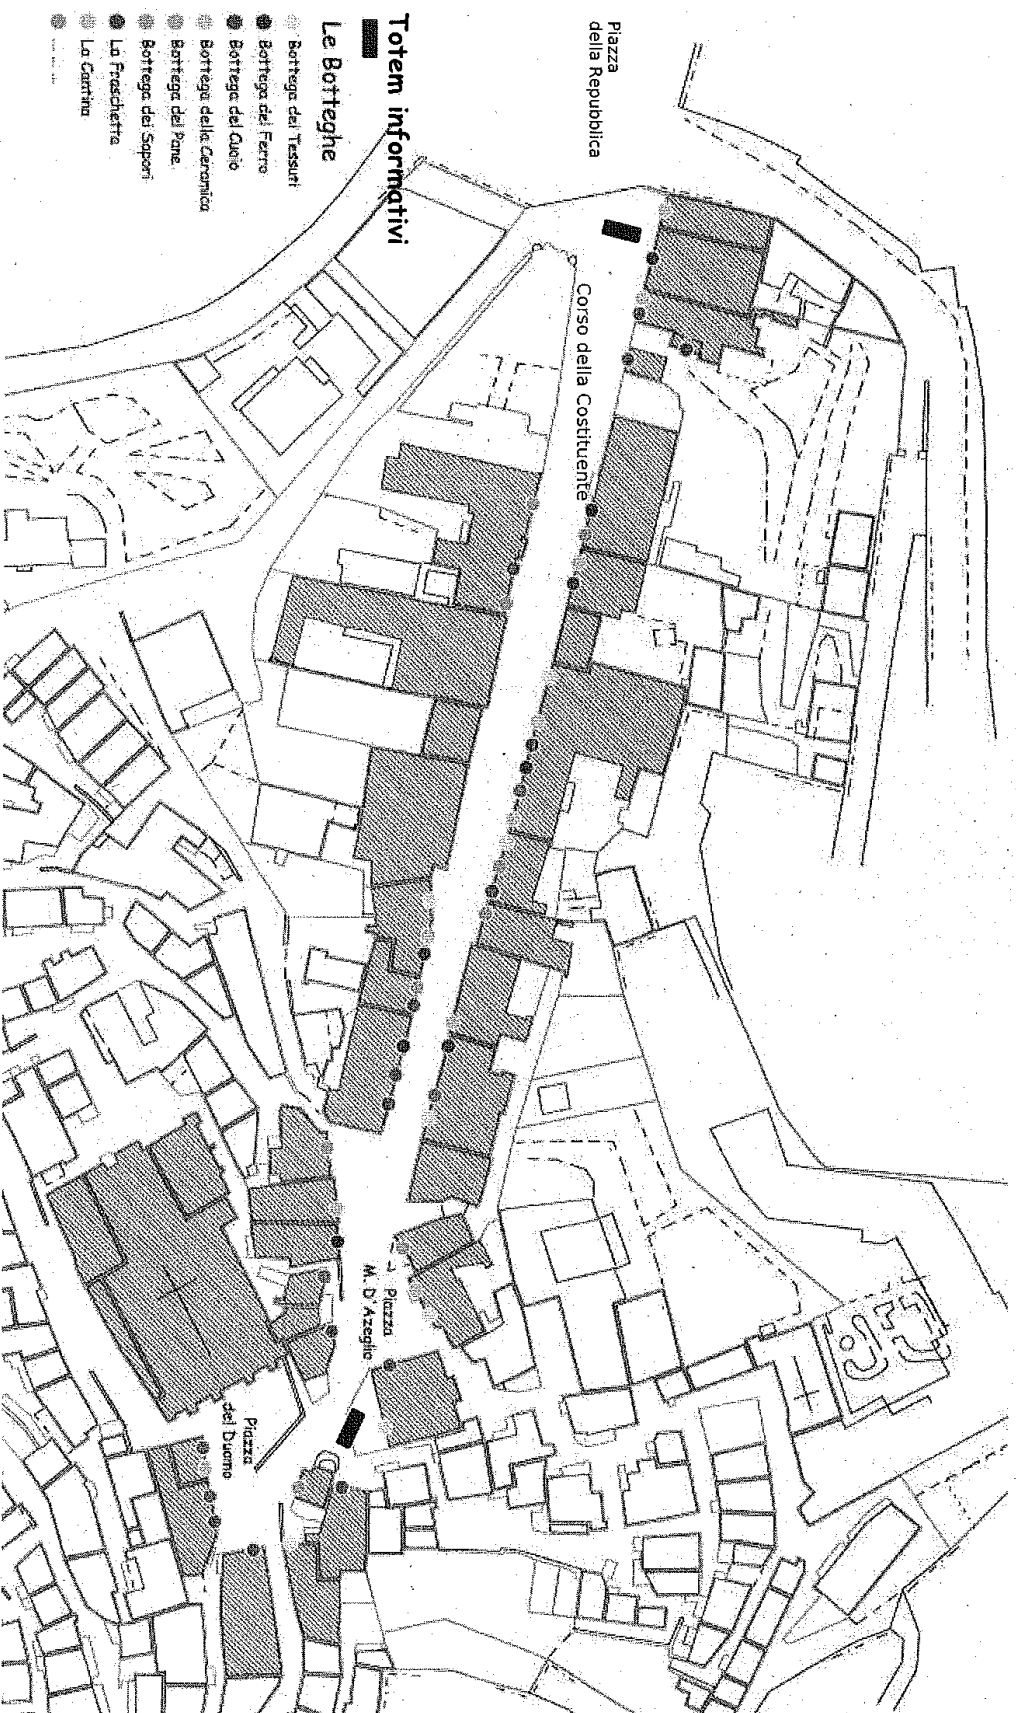 Piazza
della Repubblica
Totem informativi
Le Botteghe
Bottega dei Tessuti
Bottega del Ferro
Bottega del Cuoio
Bottega della Ceramica
Bottega del Pane
Bottega dei Sapori
La Fraschetta
La Cantina
Corso della Costituente
Piazza
M. D'Azeglio
Piazza
del Duomo